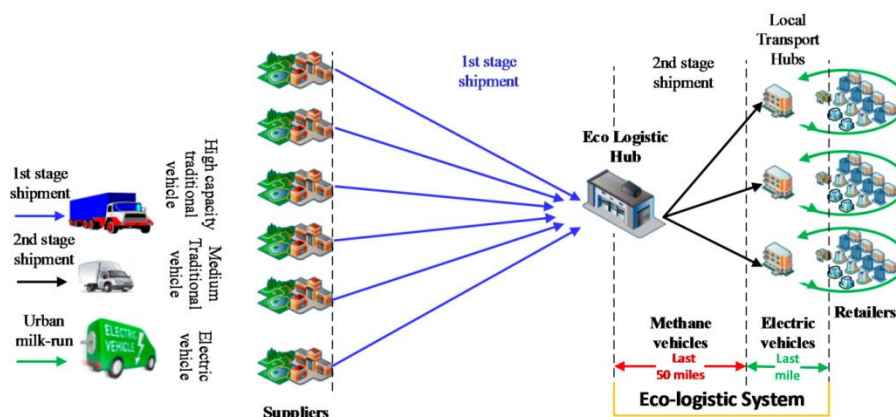 1st stage
shipment
2nd stage
shipment
Urban
milk-run
High capacity
traditional
vehicle
Medium
Traditional
vehicle
Electric
vehicle
ELECTRIC
VEHICLE
Suppliers
1st stage
shipment
Eco Logistic
Hub
2nd stage
shipment
Local
Transport
Hubs
Retailers
Methane
vehicles
Electric
vehicles
Last
50 miles
Last
mile
Eco-logistic System